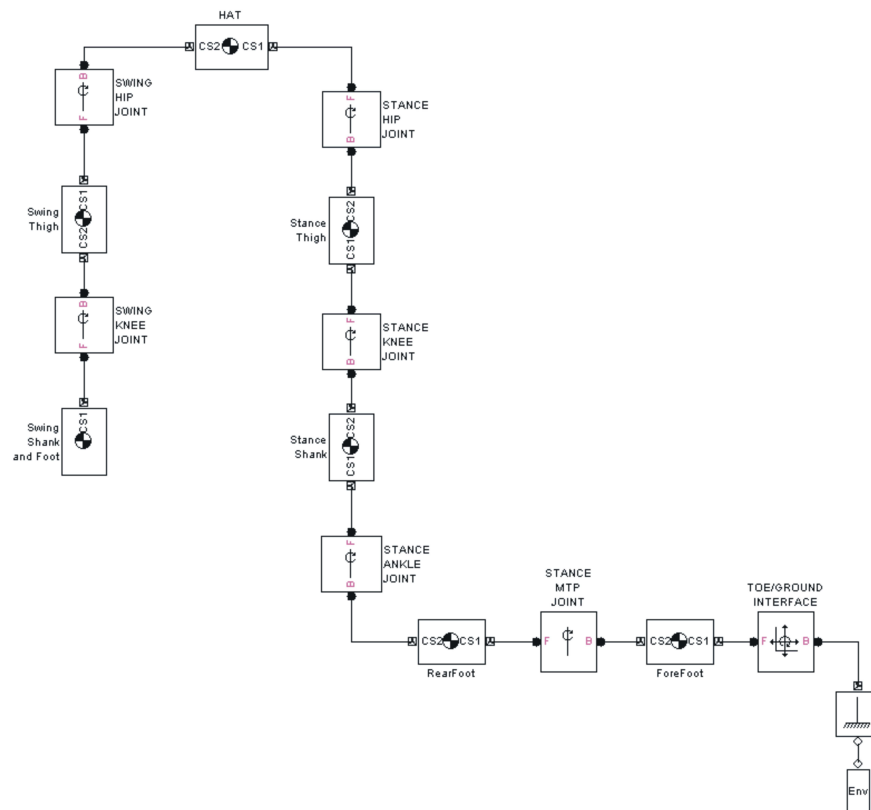 HAT
CS2 CS1
B
F
SWING
HIP
JOINT
F
B
STANCE
HIP
JOINT
Swing
Thigh
CS1
CS2
Stance
Thigh
CS2
CS1
B
F
SWING
KNEE
JOINT
F
B
STANCE
KNEE
JOINT
Swing
Shank
and Foot
CS1
Stance
Shank
CS2
CS1
F
B
STANCE
ANKLE
JOINT
STANCE
MTP
JOINT
TOE/GROUND
INTERFACE
CS2 CS1
F B
CS2 CS1
F B
RearFoot
ForeFoot
Env